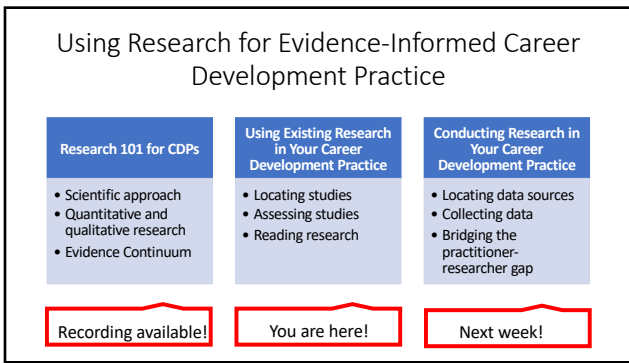 Using Research for Evidence-Informed Career
Development Practice
Research 101 for CDPs
• Scientific approach
• Quantitative and
qualitative research
• Evidence Continuum
Recording available!
Using Existing Research
in Your Career
Development Practice
• Locating studies
• Assessing studies
• Reading research
You are here!
Conducting Research in
Your Career
Development Practice
• Locating data sources
• Collecting data
• Bridging the
practitioner-
researcher gap
Next week!